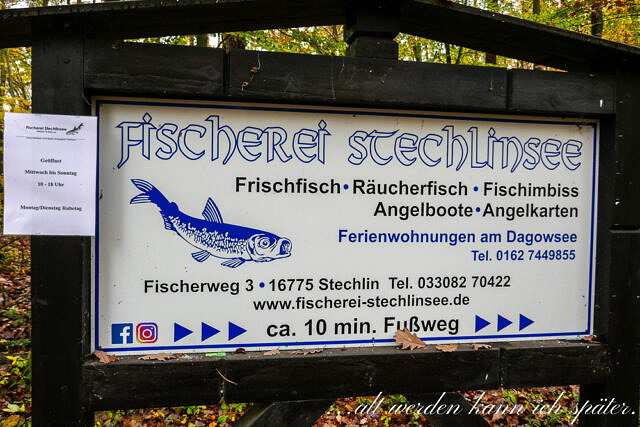 Fischerei Stechlinsee
Geöffnet
Mittwoch bis Sonntag
10 - 18 Uhr
Montag/Dienstag Ruhetag
Fischerei Stechlinsee
Frischfisch • Räucherfisch • Fischimbiss
Angelboote • Angelkarten
Ferienwohnungen am Dagowsee
Tel. 0162 7449855
Fischerweg 3 • 16775 Stechlin Tel. 033082 70422
www.fischerei-stechlinsee.de
ca. 10 min. Fußweg
...alt werden kann ich später.